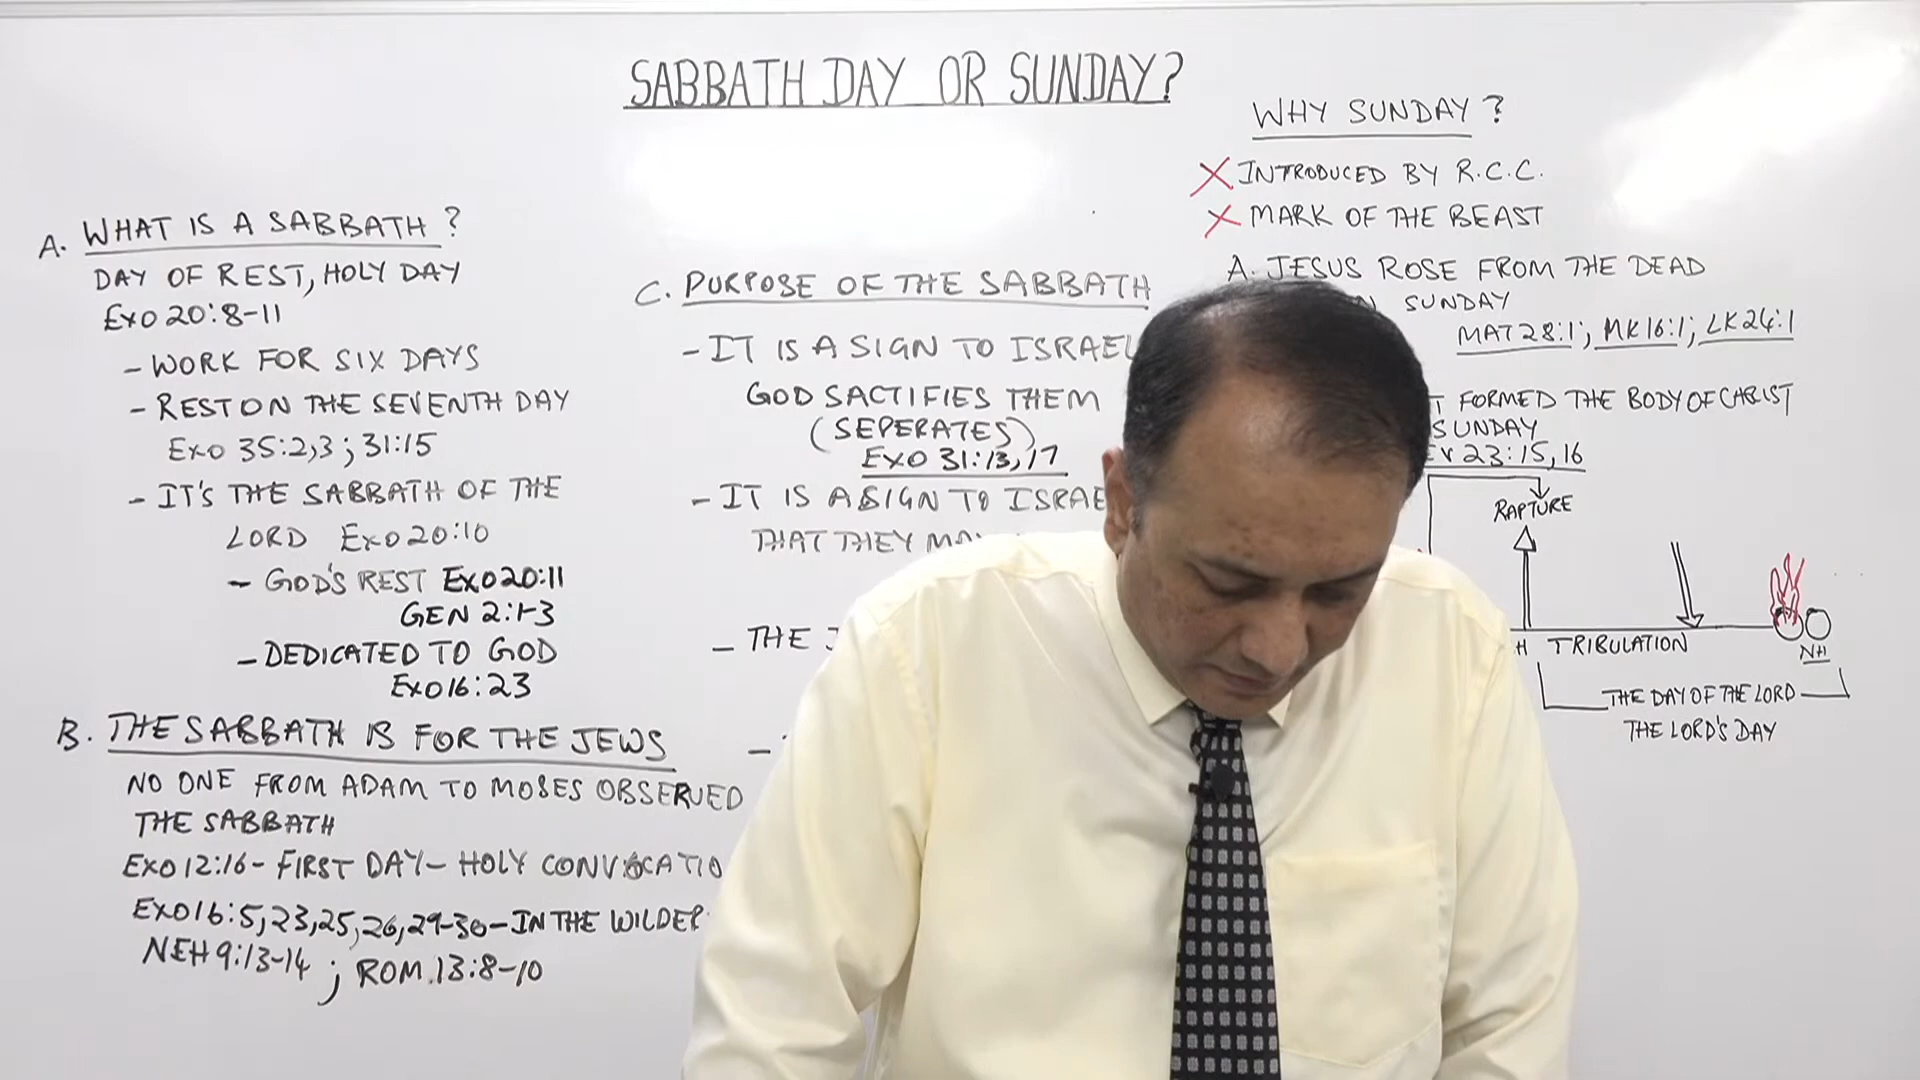 SABBATH DAY OR SUNDAY?
A. WHAT IS A SABBATH?
DAY OF REST, HOLY DAY
EXO 20:8-11
- WORK FOR SIX DAYS
- REST ON THE SEVENTH DAY
EXO 35:2,3; 31:15
- IT'S THE SABBATH OF THE
LORD EXO 20:10
- GOD'S REST EXO 20:11
GEN 2:1-3
- DEDICATED TO GOD
EXO 16:23
B. THE SABBATH IS FOR THE JEWS
NO ONE FROM ADAM TO MOSES OBSERVED
THE SABBATH
EXO 12:16 - FIRST DAY - HOLY CONVOCATIO
EXO 16:5,23,25,26,29-30 - IN THE WILDER
NEH 9:13-14; ROM. 13:8-10
C. PURPOSE OF THE SABBATH
- IT IS A SIGN TO ISRAEL
GOD SACTIFIES THEM
(SEPERATES)
EXO 31:13,17
- IT IS A SIGN TO ISRAE
THAT THEY
- THE
WHY SUNDAY?
X INTRODUCED BY R.C.C.
X MARK OF THE BEAST
A. JESUS ROSE FROM THE DEAD
SUNDAY
MAT 28:1; MK 16:1; LK 24:1
FORMED THE BODY OF CHRIST
SUNDAY
23:15,16
RAPTURE
H TRIBULATION
NH
THE DAY OF THE LORD
THE LORD'S DAY